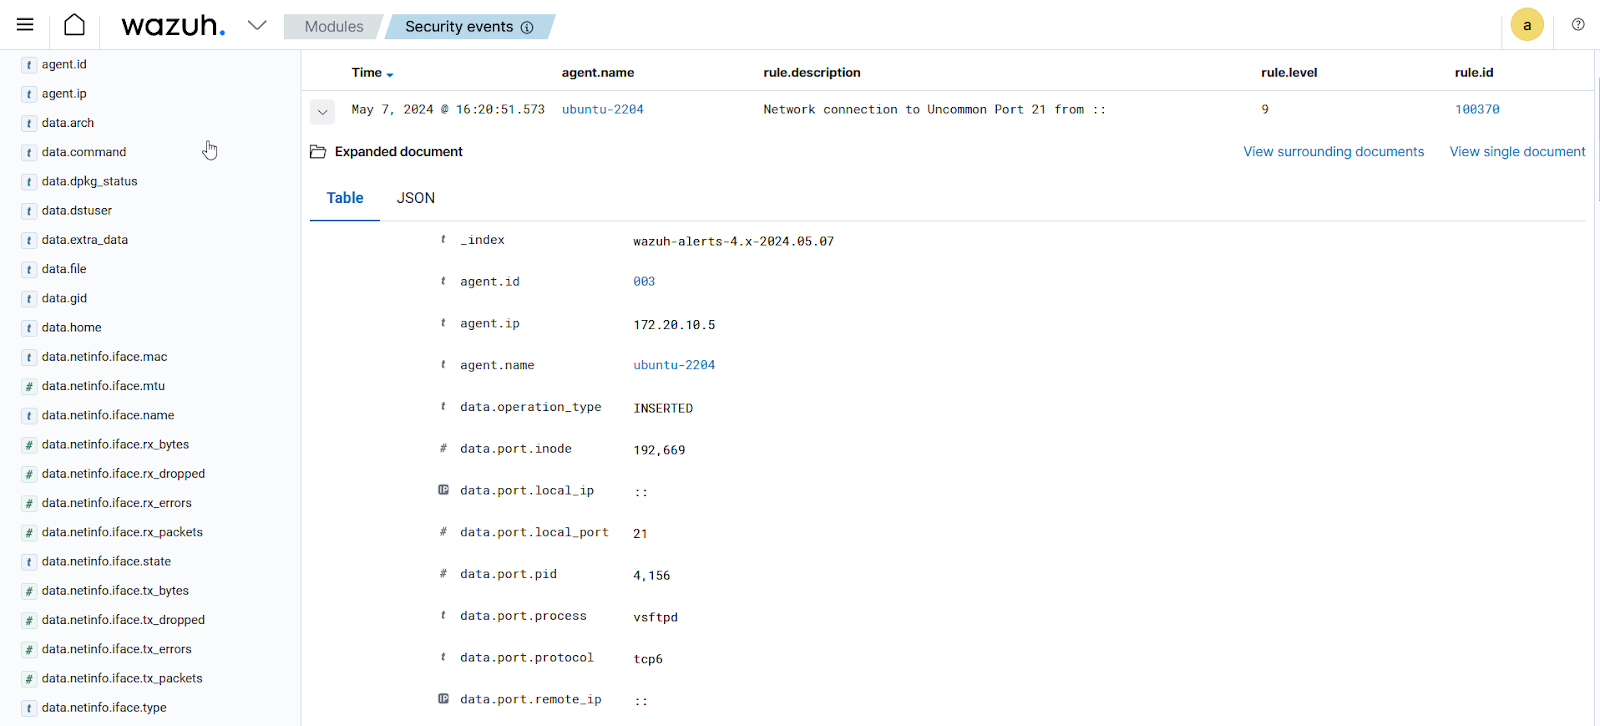 wazuh. Modules Security events a
agent.id
agent.ip
data.arch
data.command
data.dpkg_status
data.dstuser
data.extra_data
data.file
data.gid
data.home
data.netinfo.iface.mac
data.netinfo.iface.mtu
data.netinfo.iface.name
data.netinfo.iface.rx_bytes
data.netinfo.iface.rx_dropped
data.netinfo.iface.rx_errors
data.netinfo.iface.rx_packets
data.netinfo.iface.state
data.netinfo.iface.tx_bytes
data.netinfo.iface.tx_dropped
data.netinfo.iface.tx_errors
data.netinfo.iface.tx_packets
data.netinfo.iface.type
Time agent.name rule.description rule.level rule.id
May 7, 2024 @ 16:20:51.573 ubuntu-2204 Network connection to Uncommon Port 21 from :: 9 100370
Expanded document View surrounding documents View single document
Table JSON
t _index wazuh-alerts-4.x-2024.05.07
t agent.id 003
t agent.ip 172.20.10.5
t agent.name ubuntu-2204
t data.operation_type INSERTED
# data.port.inode 192,669
IP data.port.local_ip ::
# data.port.local_port 21
# data.port.pid 4,156
t data.port.process vsftpd
t data.port.protocol tcp6
IP data.port.remote_ip ::